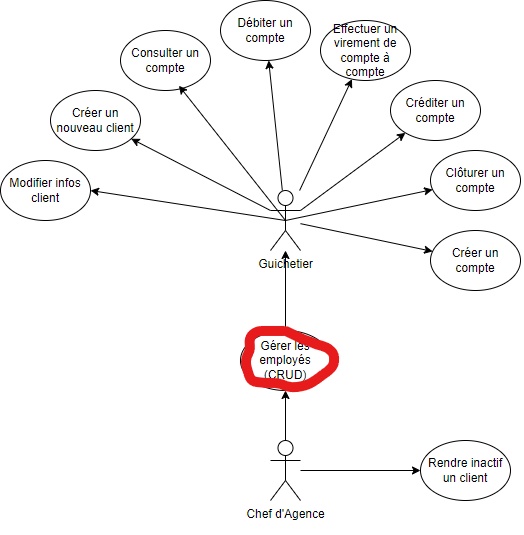 Débiter un
compte
Effectuer un
virement de
compte à
compte
Consulter un
compte
Créer un
nouveau client
Créditer un
compte
Modifier infos
client
Clôturer un
compte
Créer un
compte
Guichetier
Gérer les
employés
(CRUD)
Rendre inactif
un client
Chef d'Agence